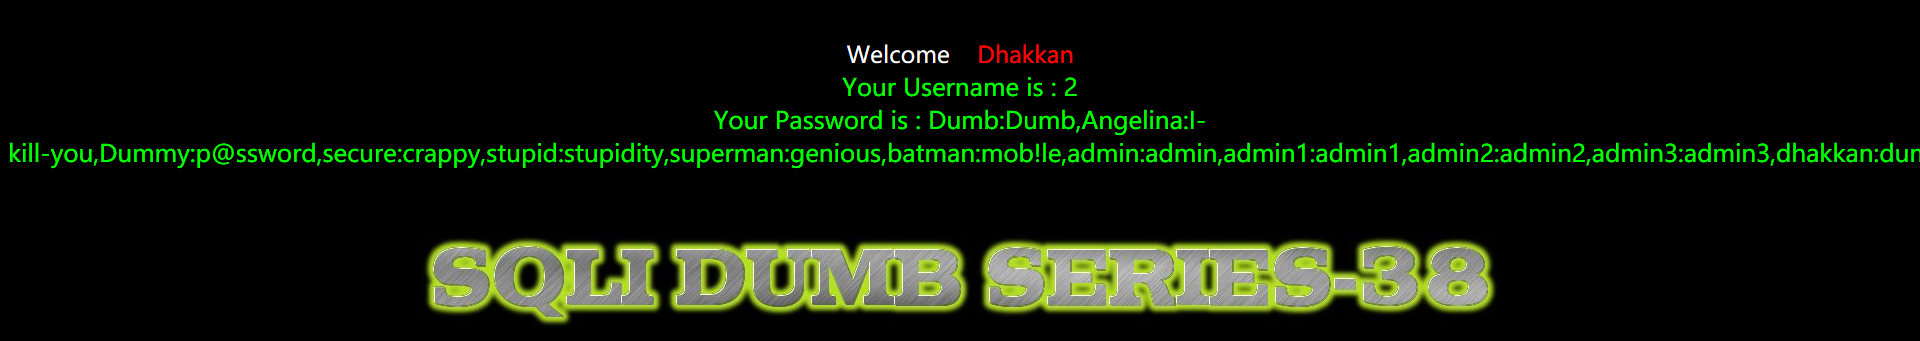 Welcome Dhakkan
Your Username is : 2
Your Password is : Dumb:Dumb,Angelina:I-
kill-you,Dummy:p@ssword,secure:crappy,stupid:stupidity,superman:genious,batman:mob!le,admin:admin,admin1:admin1,admin2:admin2,admin3:admin3,dhakkan:dum
SQLI DUMB SERIES-38